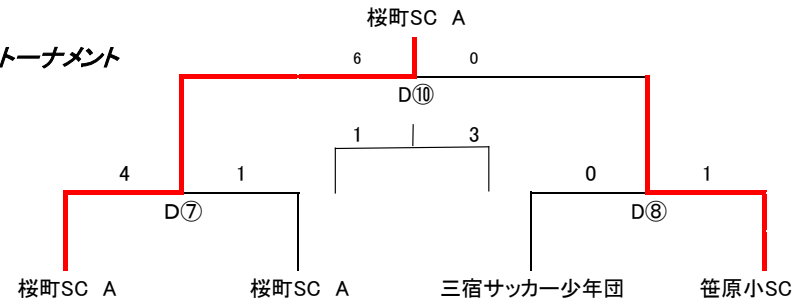 桜町SC A
トーナメント
6 0
D⑩
1 3
4 1 0 1
D⑦ D⑧
桜町SC A 桜町SC A 三宿サッカー少年団 笹原小SC